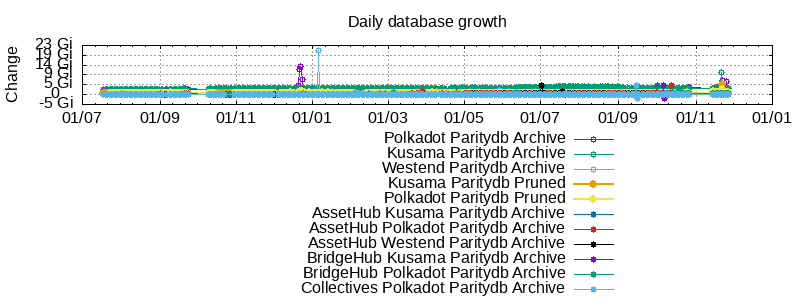 Daily database growth
Change
23 Gi
19 Gi
14 Gi
9 Gi
5 Gi
0
-5 Gi
01/07 01/09 01/11 01/01 01/03 01/05 01/07 01/09 01/11 01/01
Polkadot Paritydb Archive
Kusama Paritydb Archive
Westend Paritydb Archive
Kusama Paritydb Pruned
Polkadot Paritydb Pruned
AssetHub Kusama Paritydb Archive
AssetHub Polkadot Paritydb Archive
AssetHub Westend Paritydb Archive
BridgeHub Kusama Paritydb Archive
BridgeHub Polkadot Paritydb Archive
Collectives Polkadot Paritydb Archive